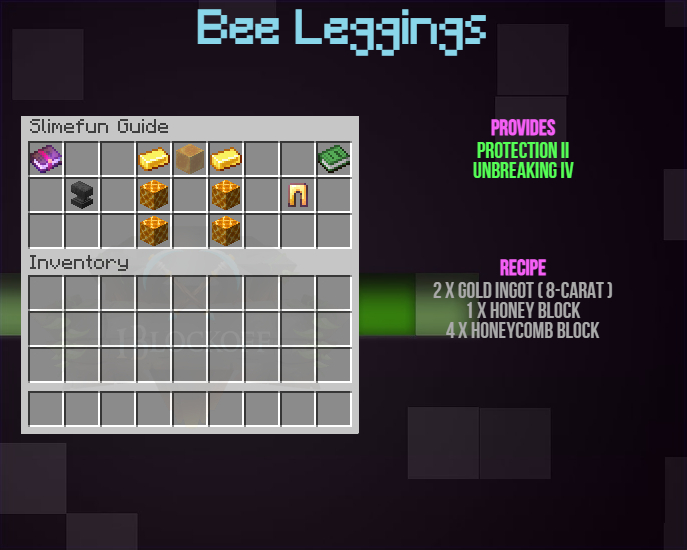 Bee Leggings
Slimefun Guide
Inventory
BLOCKOFF
PROVIDES
PROTECTION II
UNBREAKING IV
RECIPE
2 X GOLD INGOT ( 8-CARAT )
1 X HONEY BLOCK
4 X HONEYCOMB BLOCK